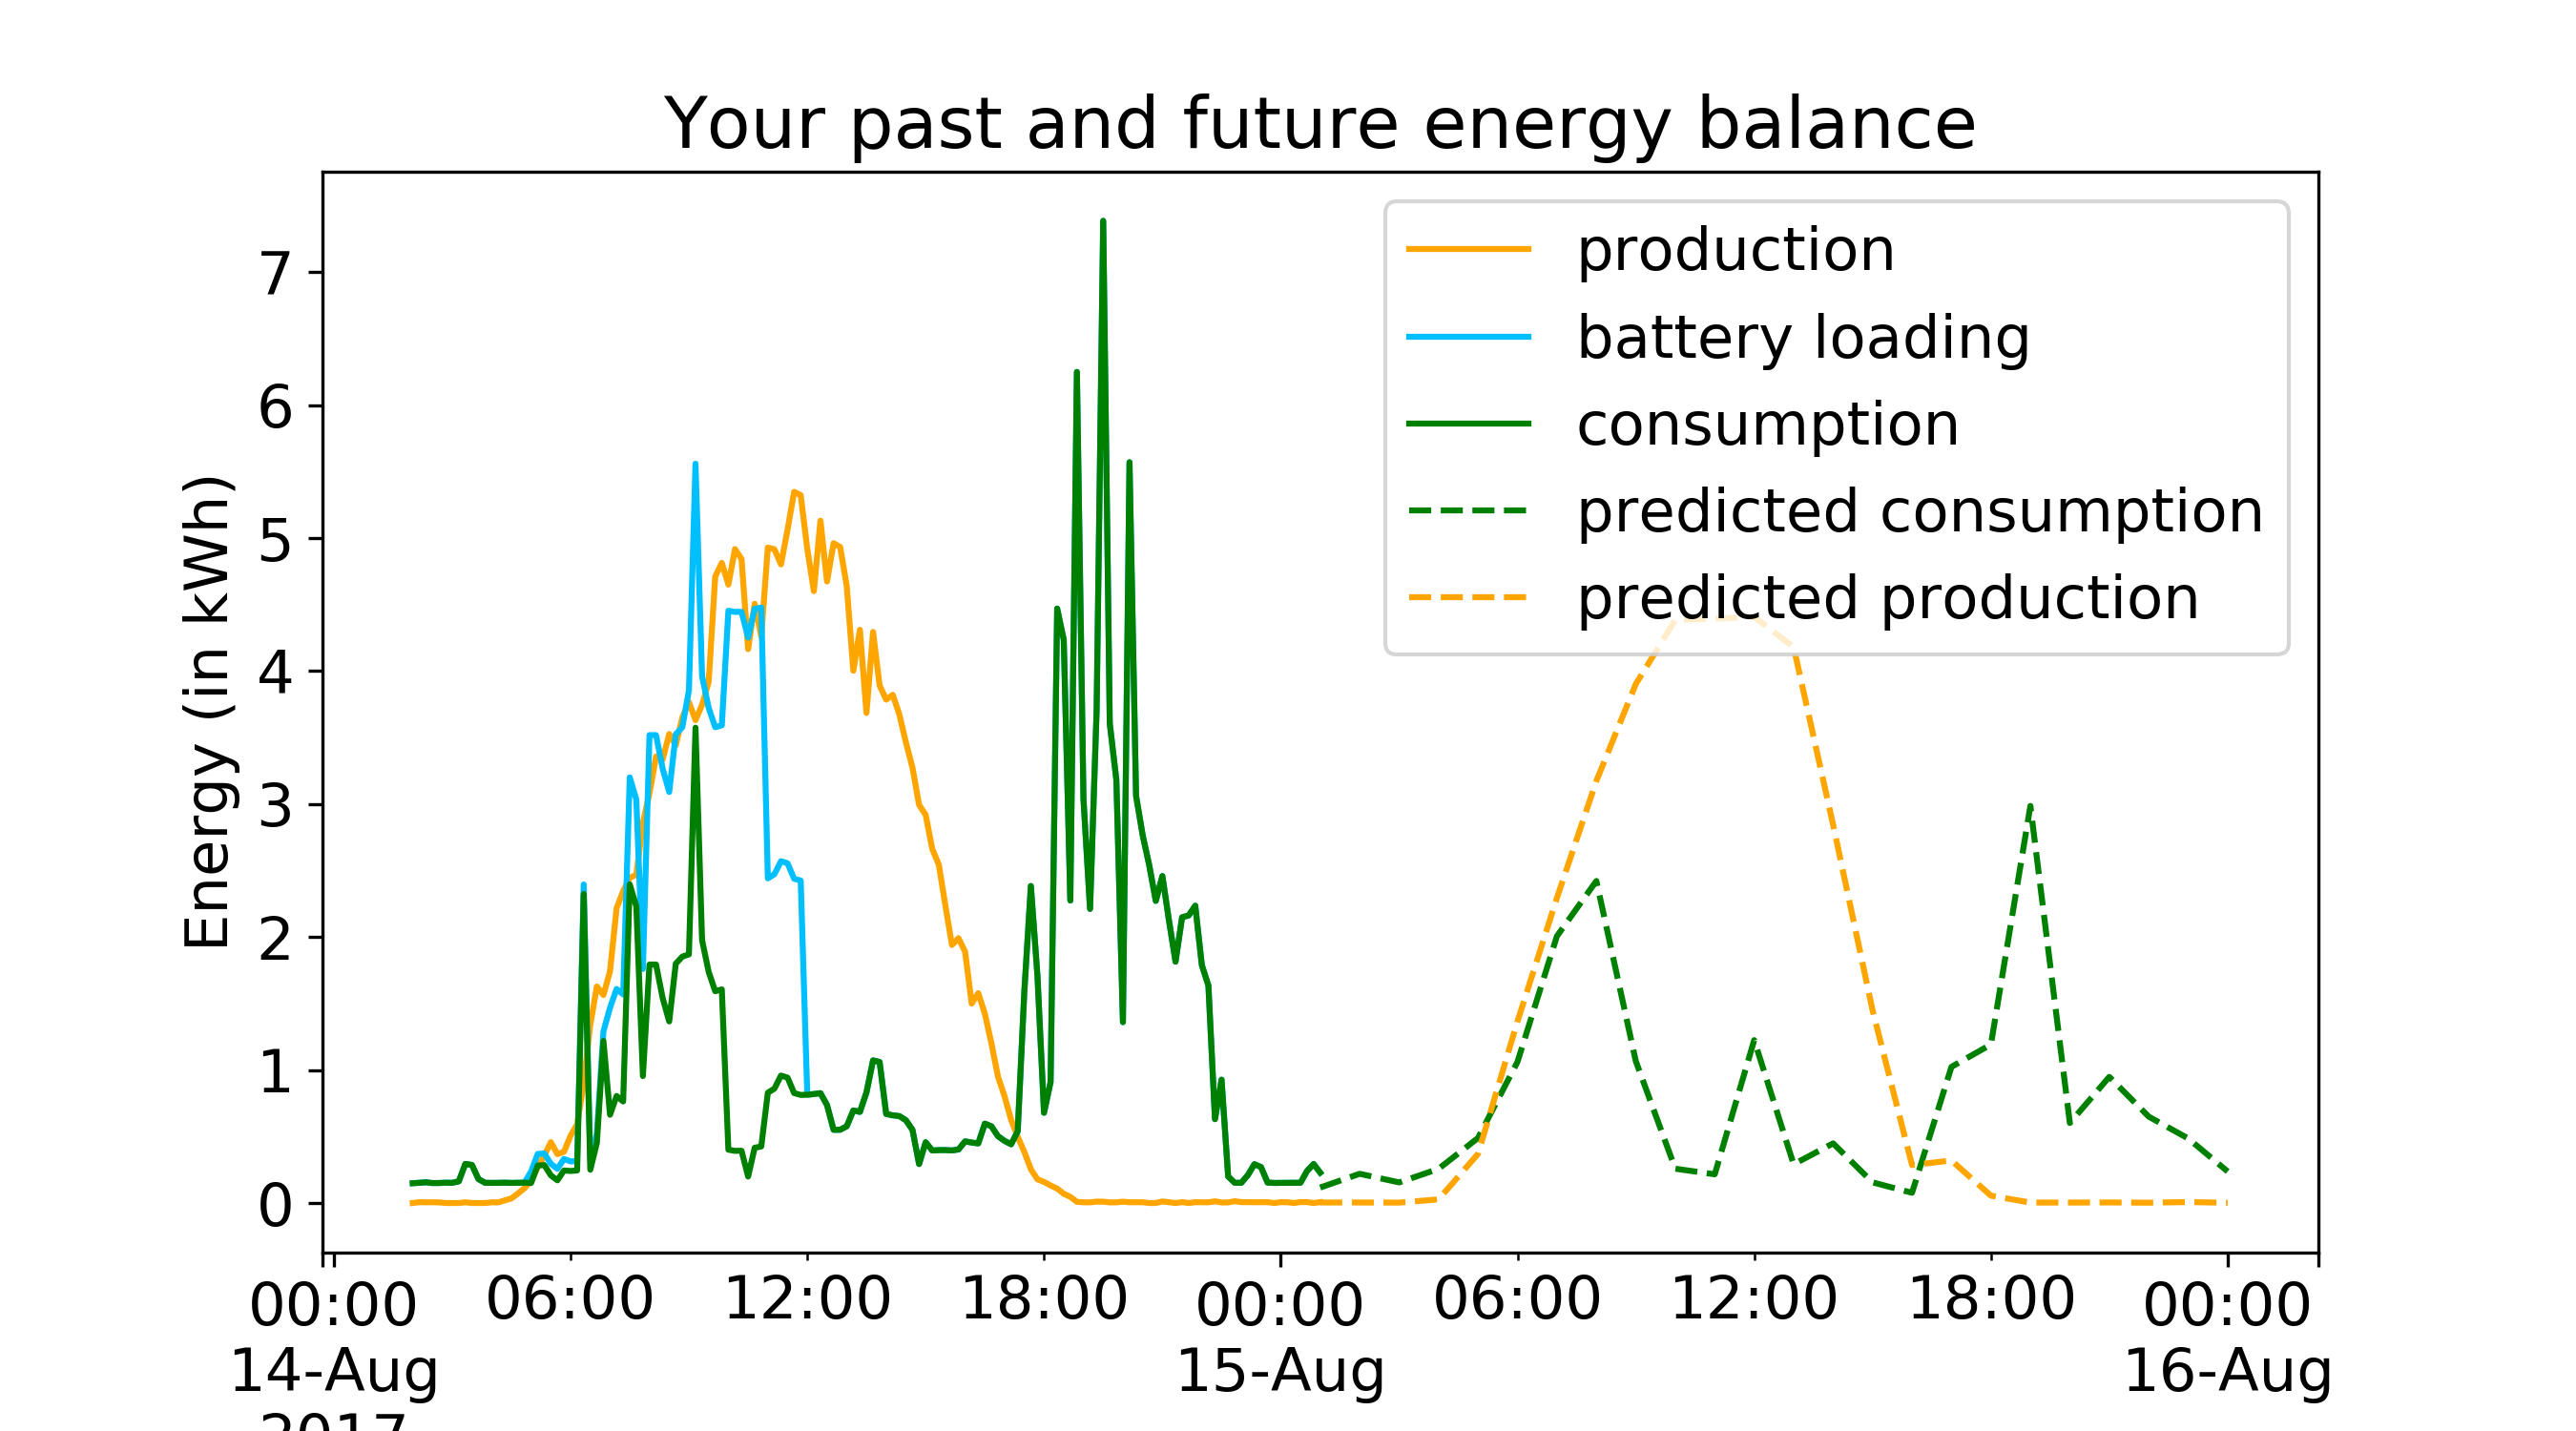 Your past and future energy balance
Energy (in kWh)
7
6
5
4
3
2
1
0
production
battery loading
consumption
predicted consumption
predicted production
00:00 06:00 12:00 18:00 00:00 06:00 12:00 18:00 00:00
14-Aug 15-Aug 16-Aug
2017